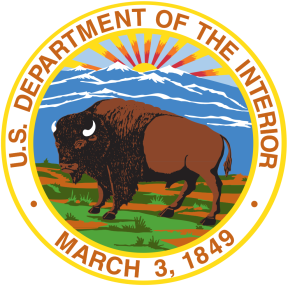 U.S. DEPARTMENT OF THE INTERIOR
MARCH 3, 1849